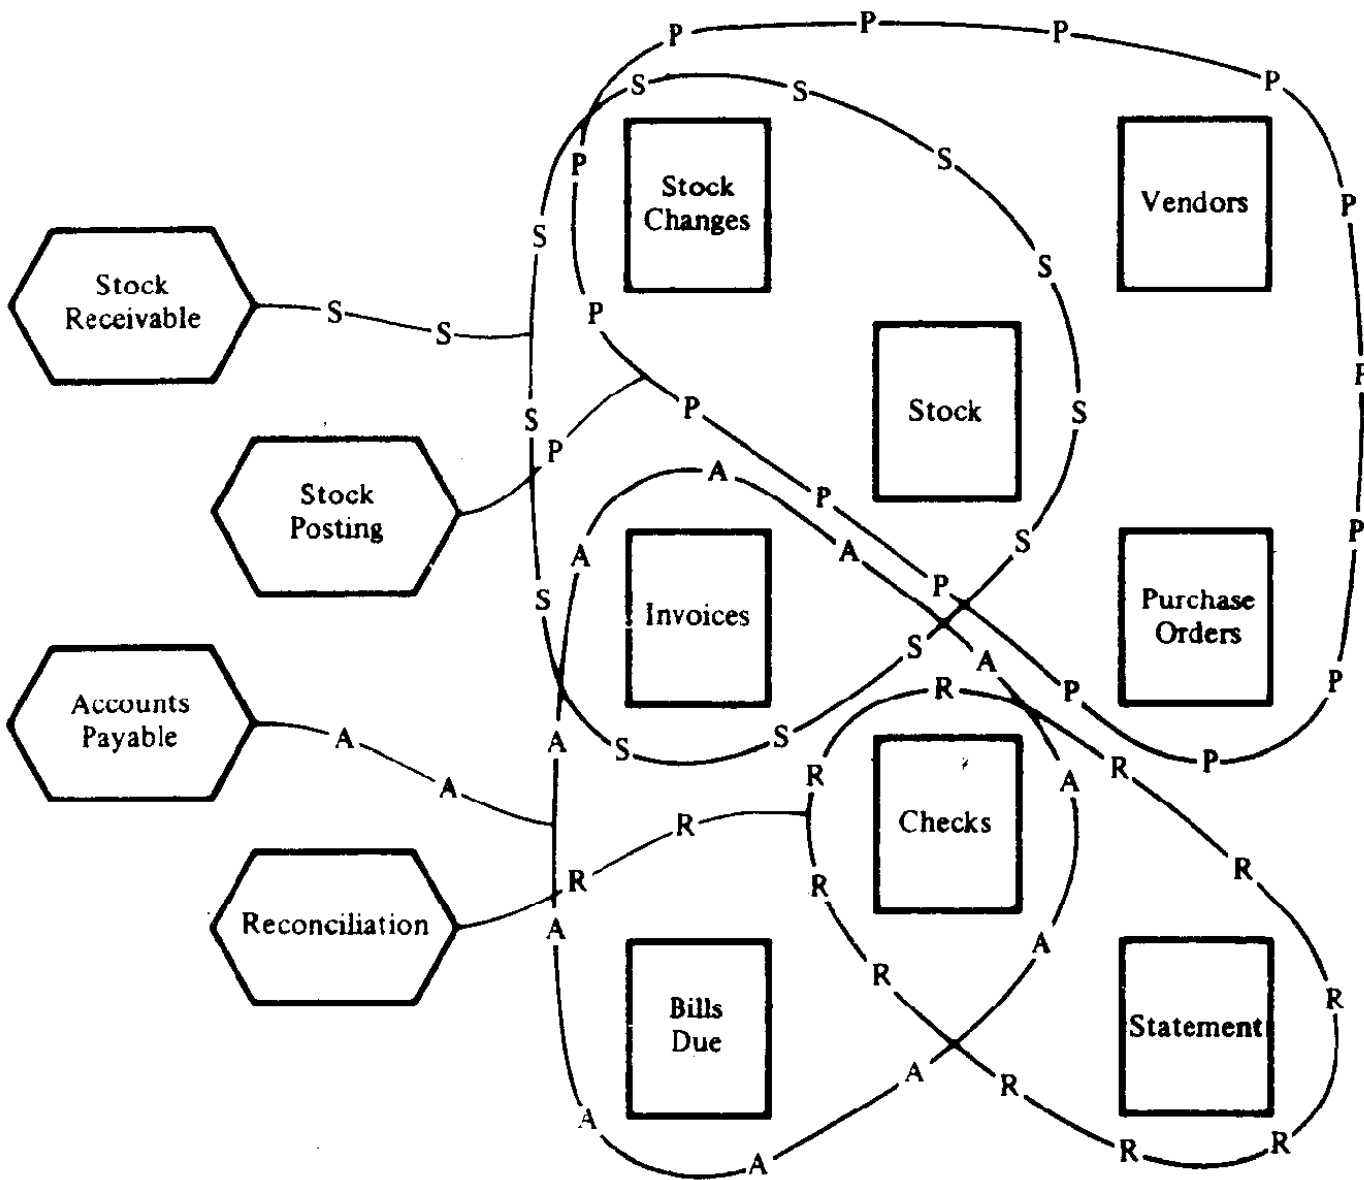 P P P P
S S
P
S
Stock
Changes
Vendors
P
S
S
Stock
Receivable
S S
P
P
P
Stock
S
S
P
P
Stock
Posting
A
P
S
P
A
A
P
Invoices
S
Purchase
Orders
S
A
R
P
P
Accounts
Payable
A
A
S
S
P
R
R
A
A
Checks
R
R
R
R
Reconciliation
A
A
R
Bills
Due
R
Statement
A
R
A
R
R
A